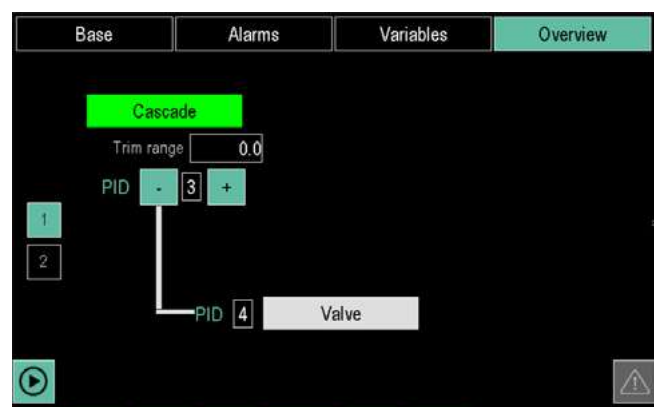 Base Alarms Variables Overview
Cascade
Trim range 0.0
PID - 3 +
1
2
PID 4 Valve